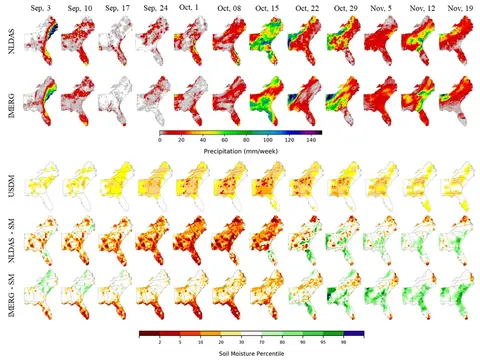 Sep, 3 Sep, 10 Sep, 17 Sep, 24 Oct, 1 Oct, 08 Oct, 15 Oct, 22 Oct, 29 Nov, 5 Nov, 12 Nov, 19
NLDAS
IMERG
0 20 40 60 80 100 120 140
Precipitation (mm/week)
USDM
NLDAS - SM
IMERG - SM
2 5 10 20 30 70 80 90 95 98
Soil Moisture Percentile